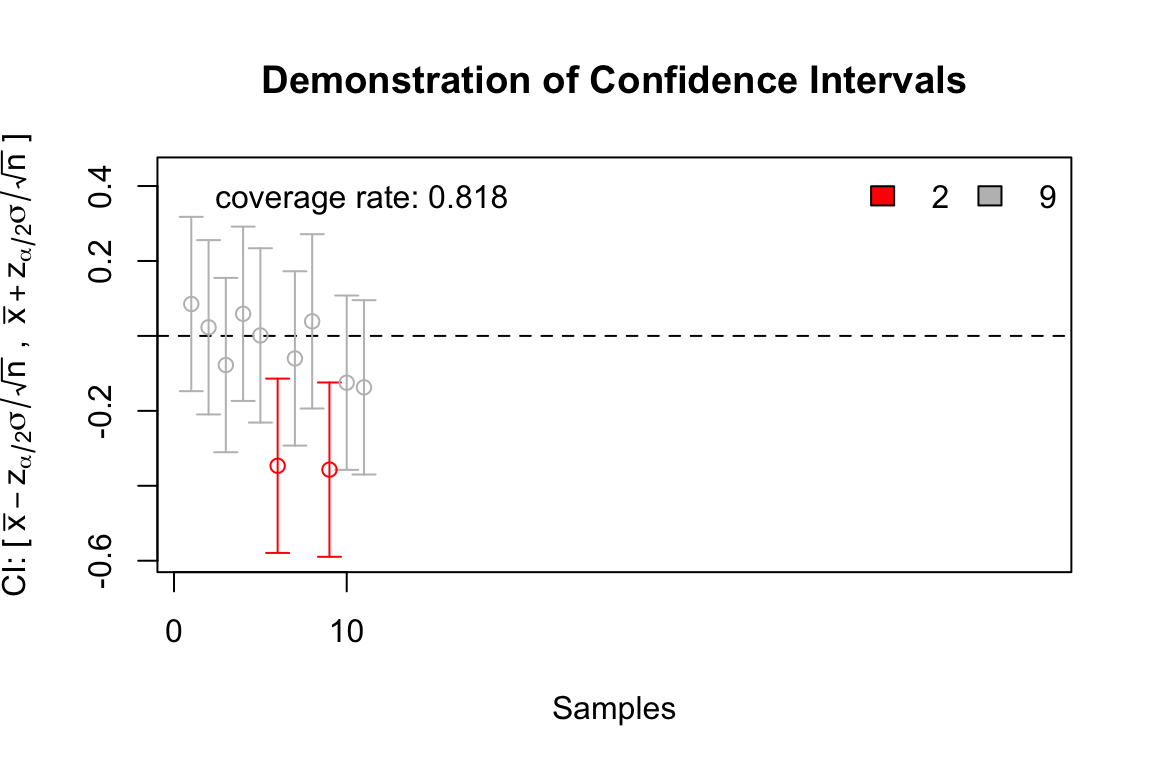 Demonstration of Confidence Intervals
CI: [ x̅ − zα/2σ/√n , x̅ + zα/2σ/√n ]
coverage rate: 0.818
2
9
0.4
0.2
-0.2
-0.6
0
10
Samples